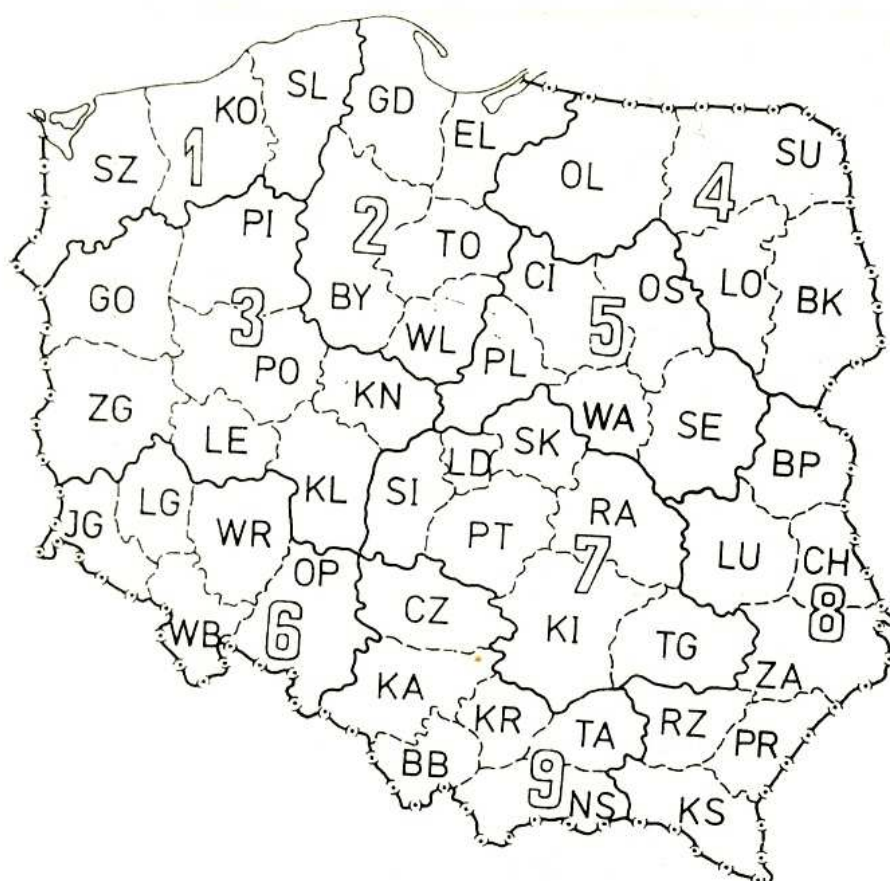 SL
GD
KO
EL
SU
SZ
1
OL
4
PI
2
TO
CI
OS
LO
BK
GO
BY
3
5
WL
PL
PO
KN
WA
ZG
SE
LE
LD
SK
BP
KL
SI
LG
RA
JG
WR
PT
OP
7
LU
CH
CZ
8
WB
6
KI
TG
ZA
KA
KR
TA
RZ
PR
BB
9
NS
KS